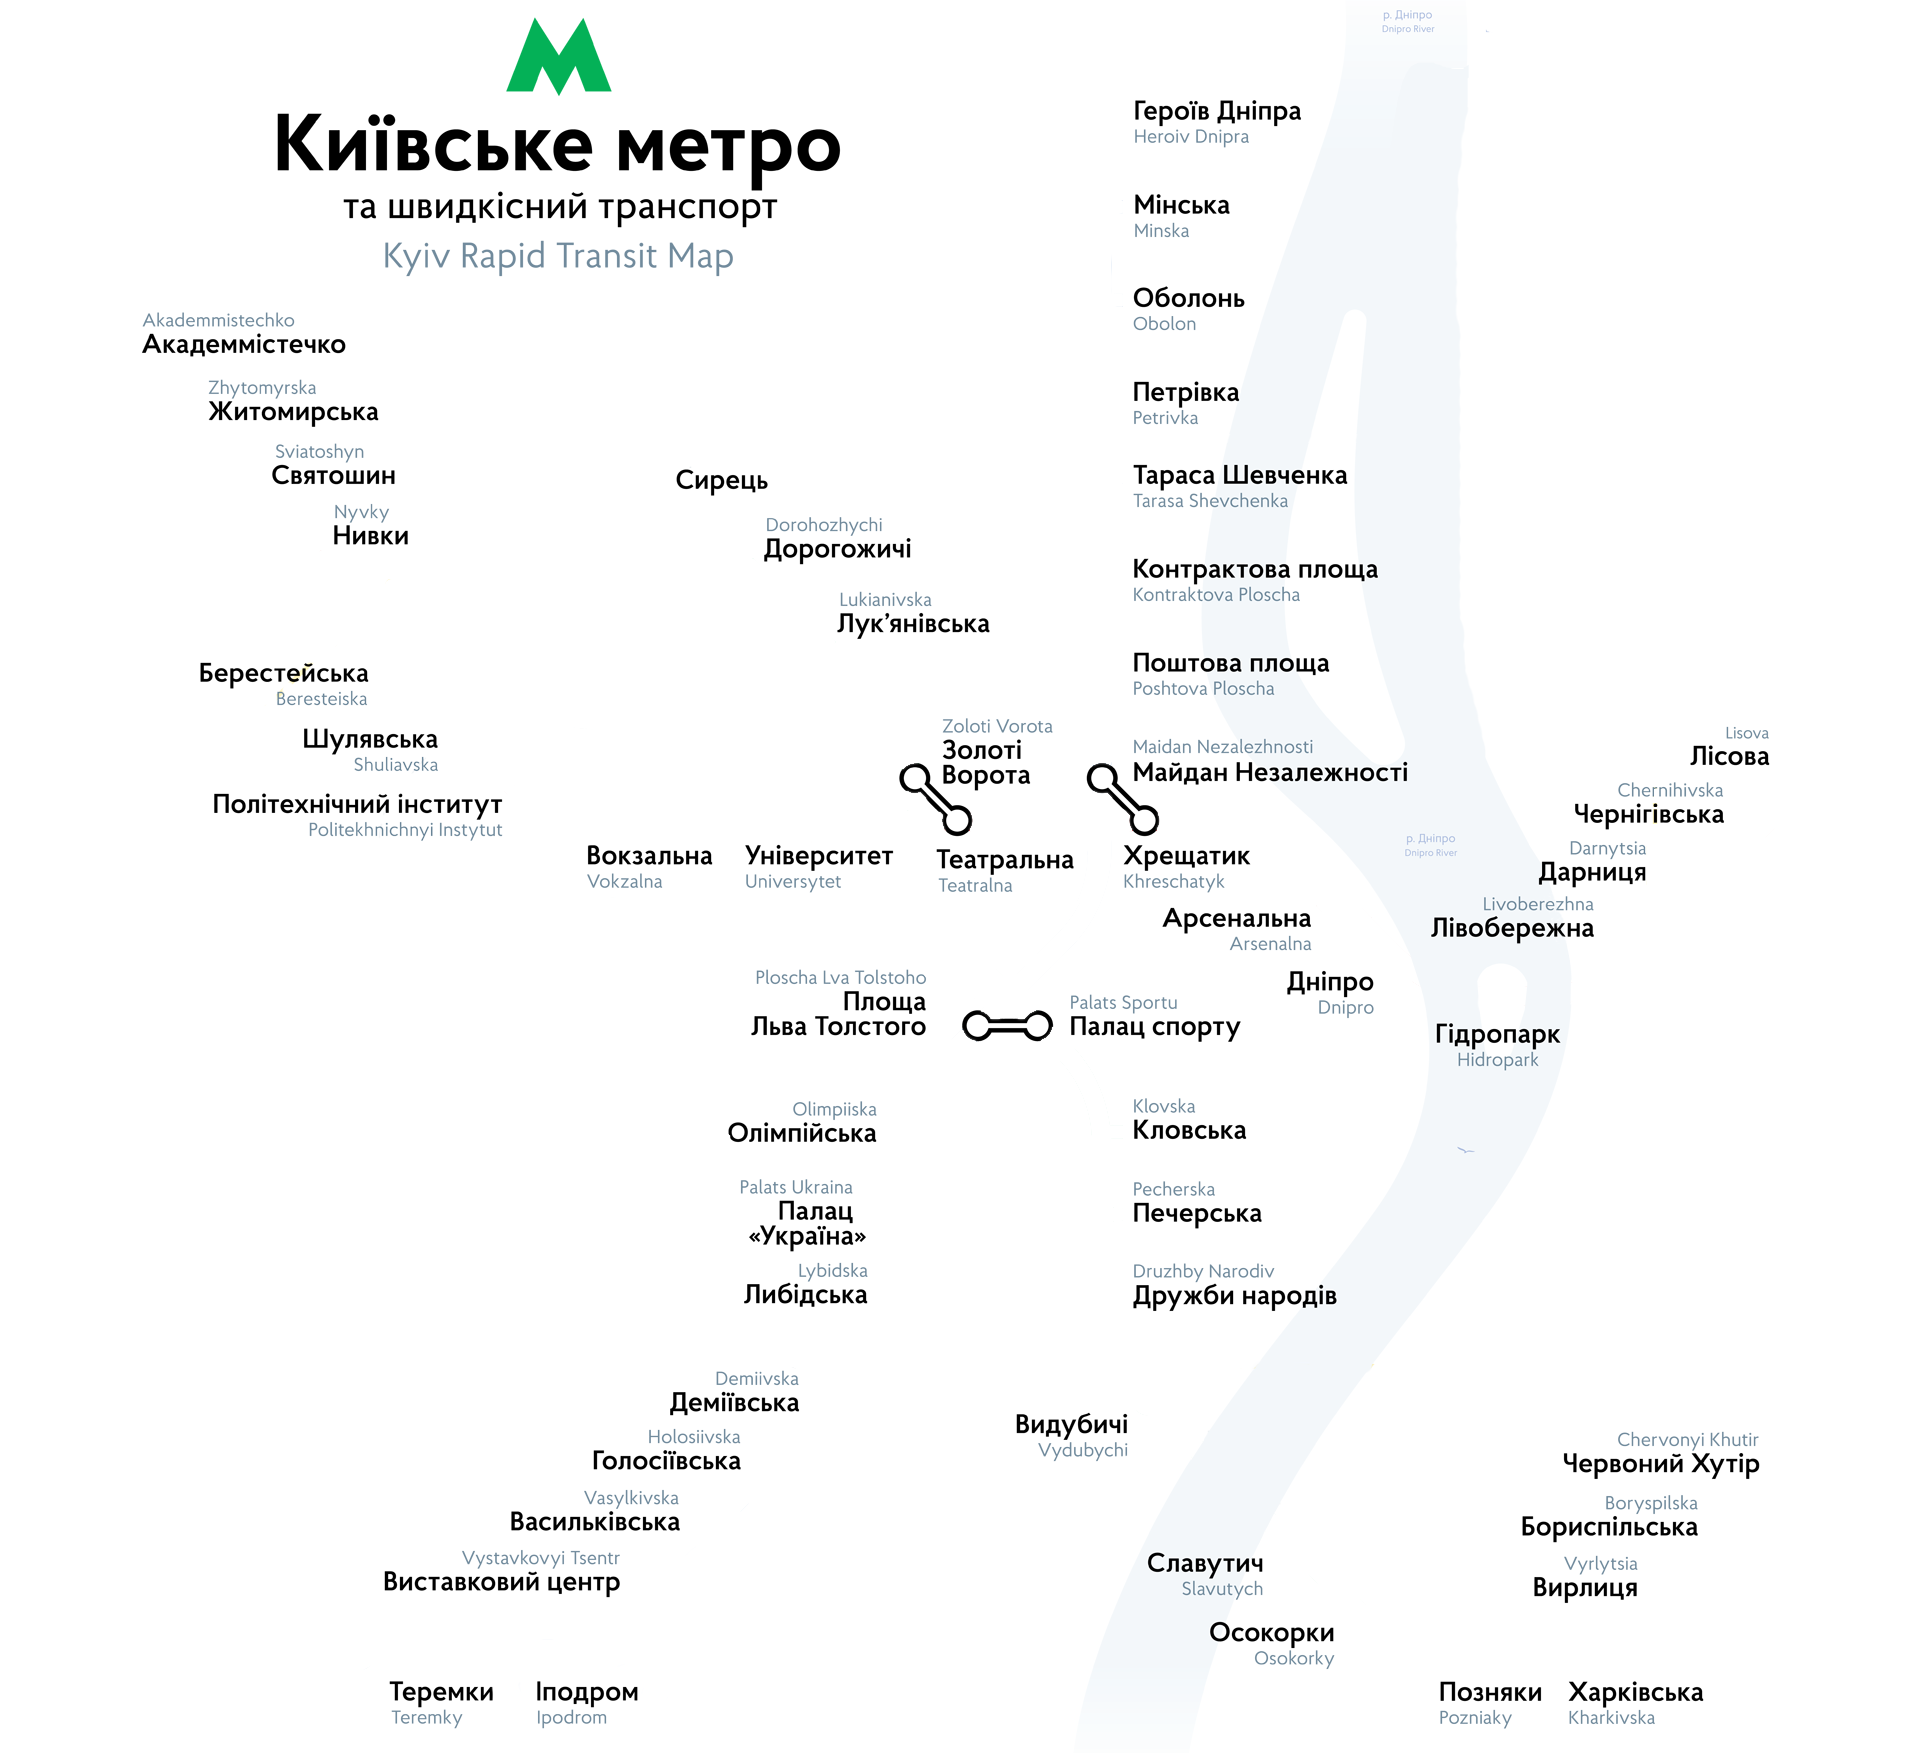 р. Дніпро
Dnipro River
Київське метро
та швидкісний транспорт
Kyiv Rapid Transit Map
Героїв Дніпра
Heroiv Dnipra
Мінська
Minska
Оболонь
Obolon
Петрівка
Petrivka
Тараса Шевченка
Tarasa Shevchenka
Контрактова площа
Kontraktova Ploscha
Поштова площа
Poshtova Ploscha
Maidan Nezalezhnosti
Майдан Незалежності
Akademmistechko
Академмістечко
Zhytomyrska
Житомирська
Sviatoshyn
Святошин
Nyvky
Нивки
Берестейська
Beresteiska
Шулявська
Shuliavska
Політехнічний інститут
Politekhnichnyi Instytut
Сирець
Dorohozhychi
Дорогожичі
Lukianivska
Лук’янівська
Zoloti Vorota
Золоті
Ворота
Вокзальна
Vokzalna
Університет
Universytet
Театральна
Teatralna
Хрещатик
Khreschatyk
Арсенальна
Arsenalna
Дніпро
Dnipro
Гідропарк
Hidropark
р. Дніпро
Dnipro River
Lisova
Лісова
Chernihivska
Чернігівська
Darnytsia
Дарниця
Livoberezhna
Лівобережна
Ploscha Lva Tolstoho
Площа
Льва Толстого
Palats Sportu
Палац спорту
Olimpiiska
Олімпійська
Palats Ukraina
Палац
«Україна»
Lybidska
Либідська
Klovska
Кловська
Pecherska
Печерська
Druzhby Narodiv
Дружби народів
Demiivska
Деміївська
Holosiivska
Голосіївська
Vasylkivska
Васильківська
Vystavkovyi Tsentr
Виставковий центр
Теремки
Teremky
Іподром
Ipodrom
Видубичі
Vydubychi
Славутич
Slavutych
Осокорки
Osokorky
Chervonyi Khutir
Червоний Хутір
Boryspilska
Бориспільська
Vyrlytsia
Вирлиця
Позняки
Pozniaky
Харківська
Kharkivska